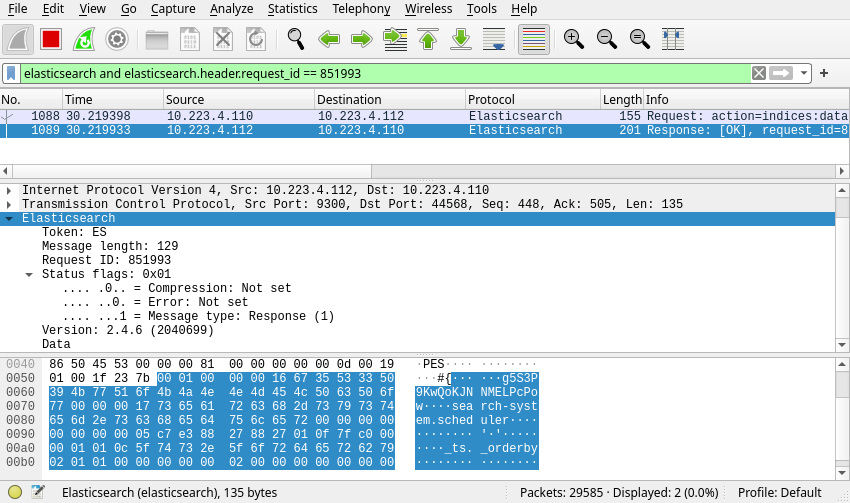 File Edit View Go Capture Analyze Statistics Telephony Wireless Tools Help
elasticsearch and elasticsearch.header.request_id == 851993
No. Time Source Destination Protocol Length Info
1088 30.219398 10.223.4.110 10.223.4.112 Elasticsearch 155 Request: action=indices:data
1089 30.219933 10.223.4.112 10.223.4.110 Elasticsearch 201 Response: [OK], request_id=8
Internet Protocol Version 4, Src: 10.223.4.112, Dst: 10.223.4.110
Transmission Control Protocol, Src Port: 9300, Dst Port: 44568, Seq: 448, Ack: 505, Len: 135
Elasticsearch
Token: ES
Message length: 129
Request ID: 851993
Status flags: 0x01
.... .0.. = Compression: Not set
.... ..0. = Error: Not set
.... ...1 = Message type: Response (1)
Version: 2.4.6 (2040699)
Data
0040 86 50 45 53 00 00 00 81 00 00 00 00 00 0d 00 19 ·PES···· ········
0050 01 00 1f 23 7b 00 01 00 00 00 16 67 35 53 33 50 ···#{··· ···g5S3P
0060 39 4b 77 51 6f 4b 4a 4e 4e 4d 45 4c 50 63 50 6f 9KwQoKJN NMELPcPo
0070 77 00 00 00 17 73 65 61 72 63 68 2d 73 79 73 74 w····sea rch-syst
0080 65 6d 2e 73 63 68 65 64 75 6c 65 72 00 00 00 00 em.sched uler····
0090 00 00 00 00 05 c7 e3 88 27 88 27 01 0f 7f c0 00 ········ '·'·····
00a0 00 01 01 0c 5f 74 73 2e 5f 6f 72 64 65 72 62 79 ····_ts. _orderby
00b0 02 01 01 00 00 00 00 00 02 00 00 00 00 00 00 00 ········ ········
Elasticsearch (elasticsearch), 135 bytes Packets: 29585 · Displayed: 2 (0.0%) Profile: Default